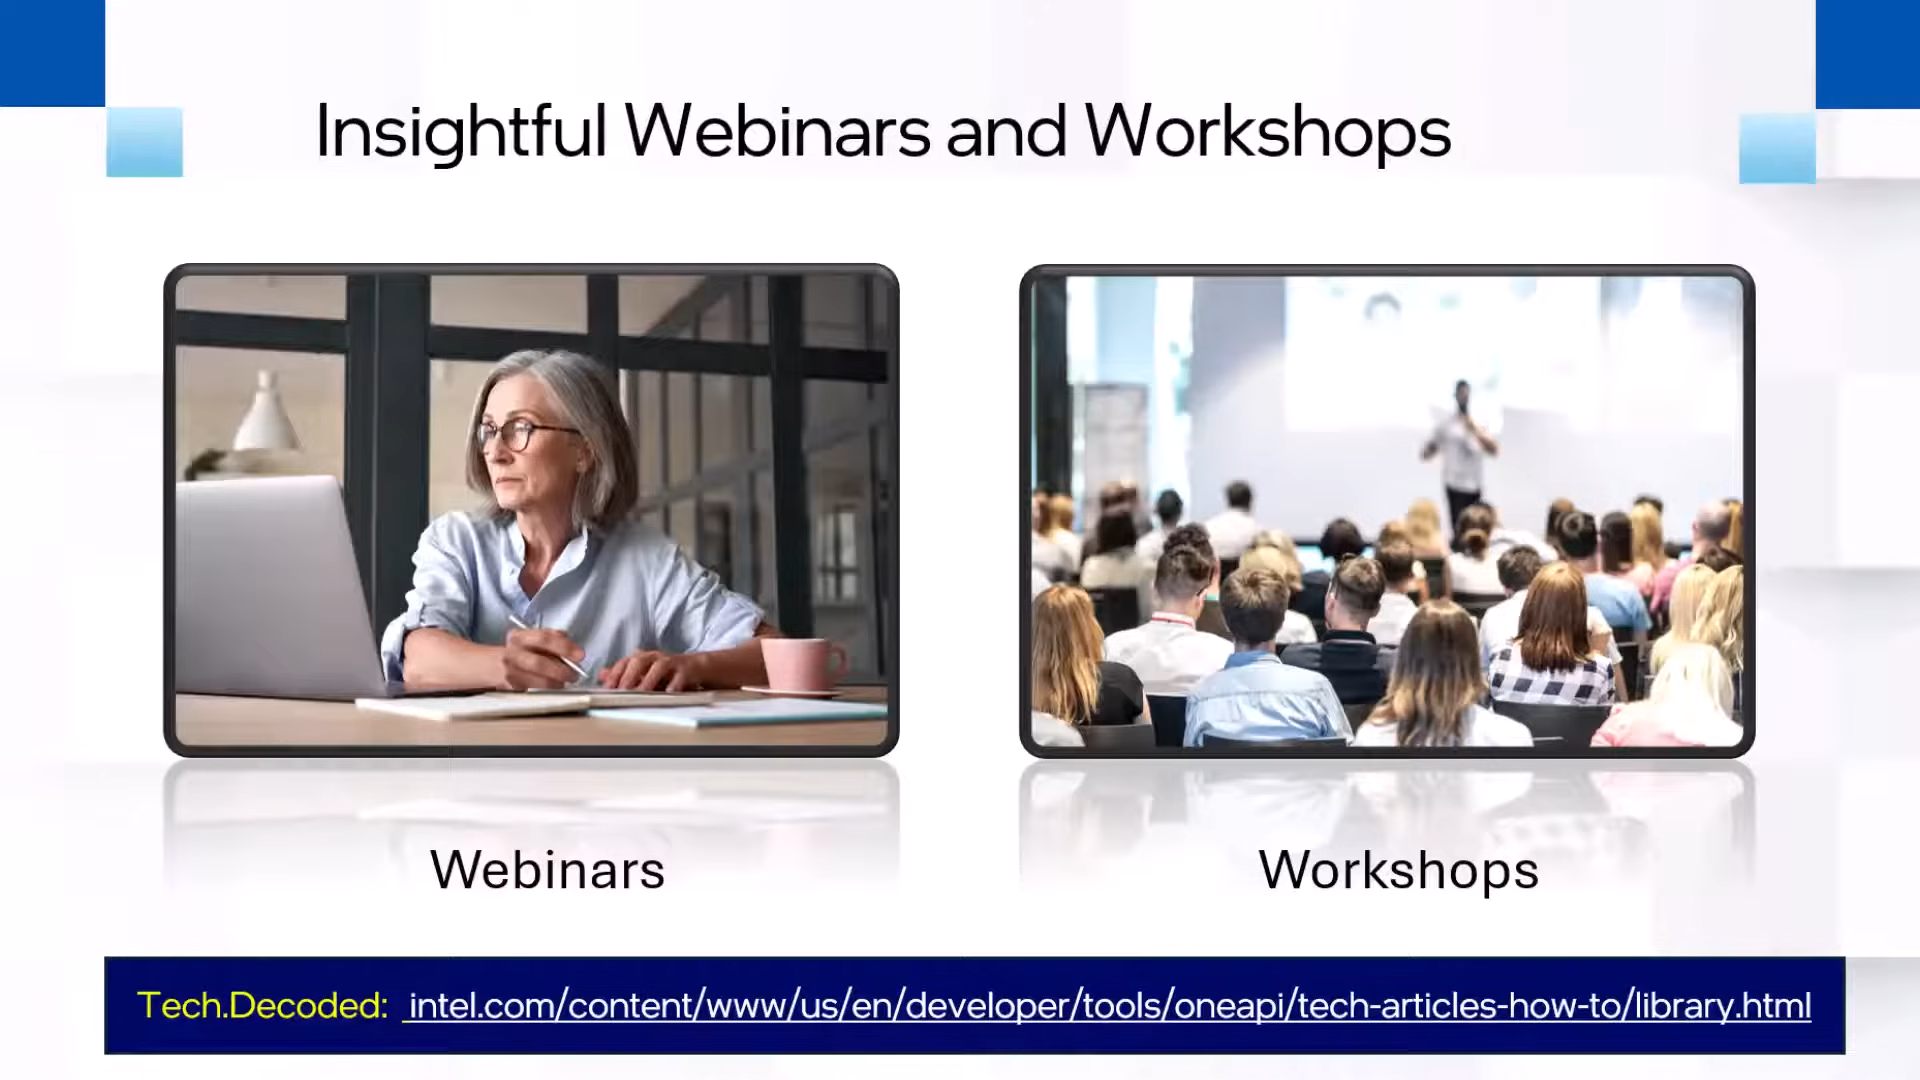 Insightful Webinars and Workshops
Webinars
Workshops
Tech.Decoded: intel.com/content/www/us/en/developer/tools/oneapi/tech-articles-how-to/library.html